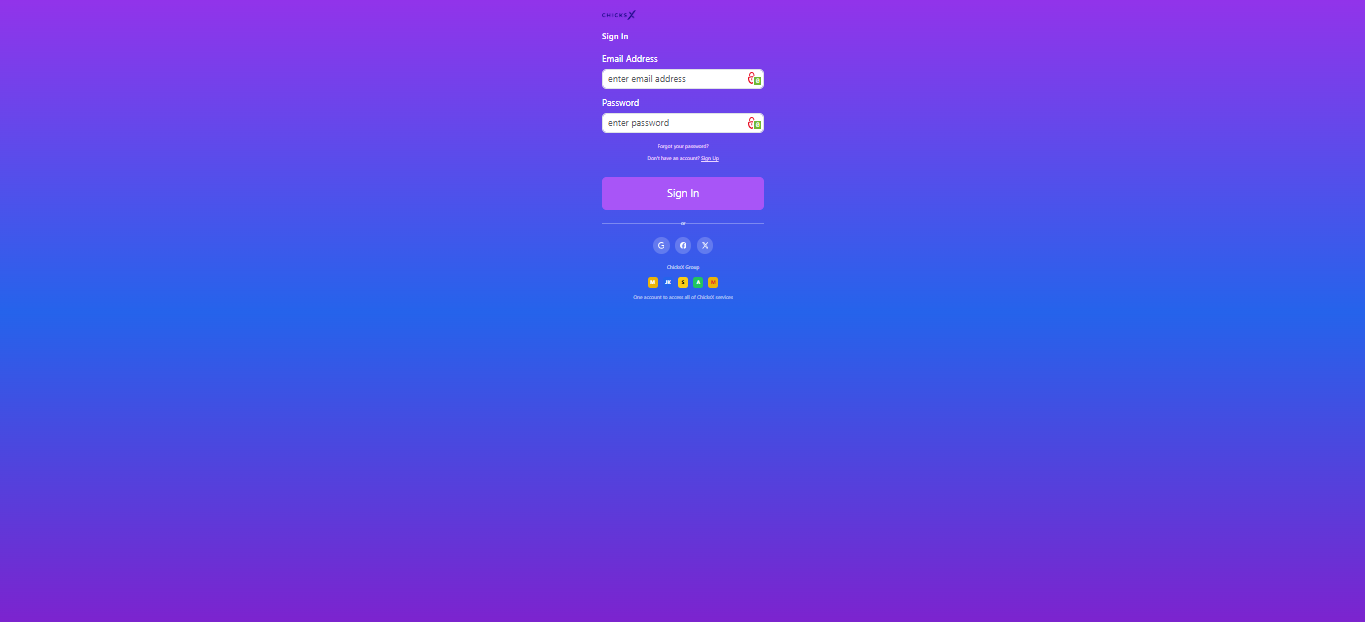 CHICKSX
Sign In
Email Address
enter email address
Password
enter password
Forgot your password?
Don't have an account? Sign Up
Sign In
or
G f X
ChicksX Group
M JK S A M
One account to access all of ChicksX services